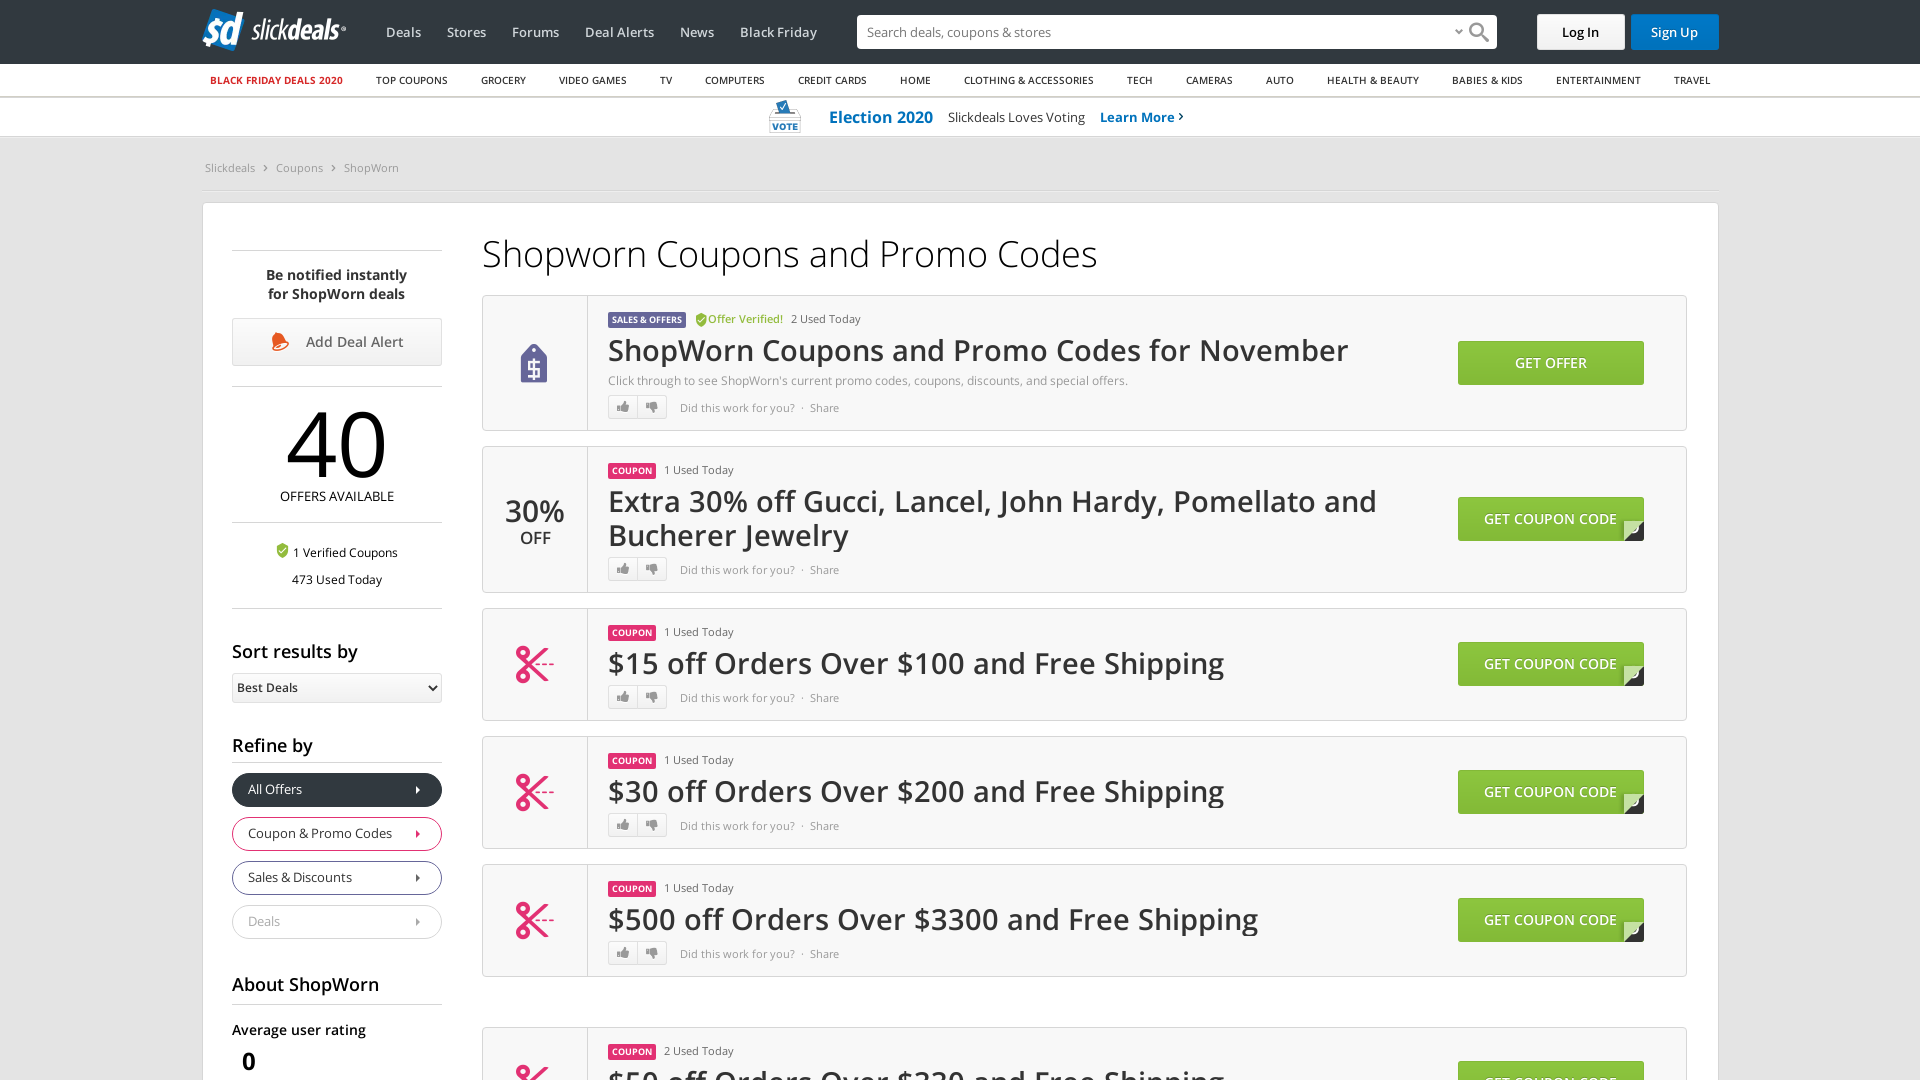 slickdeals
Deals
Stores
Forums
Deal Alerts
News
Black Friday
Search deals, coupons & stores
Log In
Sign Up
BLACK FRIDAY DEALS 2020
TOP COUPONS
GROCERY
VIDEO GAMES
TV
COMPUTERS
CREDIT CARDS
HOME
CLOTHING & ACCESSORIES
TECH
CAMERAS
AUTO
HEALTH & BEAUTY
BABIES & KIDS
ENTERTAINMENT
TRAVEL
VOTE
Election 2020
Slickdeals Loves Voting
Learn More
Slickdeals
Coupons
ShopWorn
Be notified instantly
for ShopWorn deals
Add Deal Alert
40
OFFERS AVAILABLE
1 Verified Coupons
473 Used Today
Sort results by
Best Deals
Refine by
All Offers
Coupon & Promo Codes
Sales & Discounts
Deals
About ShopWorn
Average user rating
0
Shopworn Coupons and Promo Codes
SALES & OFFERS Offer Verified! 2 Used Today
ShopWorn Coupons and Promo Codes for November
Click through to see ShopWorn's current promo codes, coupons, discounts, and special offers.
Did this work for you? · Share
GET OFFER
30%
OFF
COUPON 1 Used Today
Extra 30% off Gucci, Lancel, John Hardy, Pomellato and
Bucherer Jewelry
Did this work for you? · Share
GET COUPON CODE
COUPON 1 Used Today
$15 off Orders Over $100 and Free Shipping
Did this work for you? · Share
GET COUPON CODE
COUPON 1 Used Today
$30 off Orders Over $200 and Free Shipping
Did this work for you? · Share
GET COUPON CODE
COUPON 1 Used Today
$500 off Orders Over $3300 and Free Shipping
Did this work for you? · Share
GET COUPON CODE
COUPON 2 Used Today
$50 off Orders Over $330 and Free Shipping
GET COUPON CODE